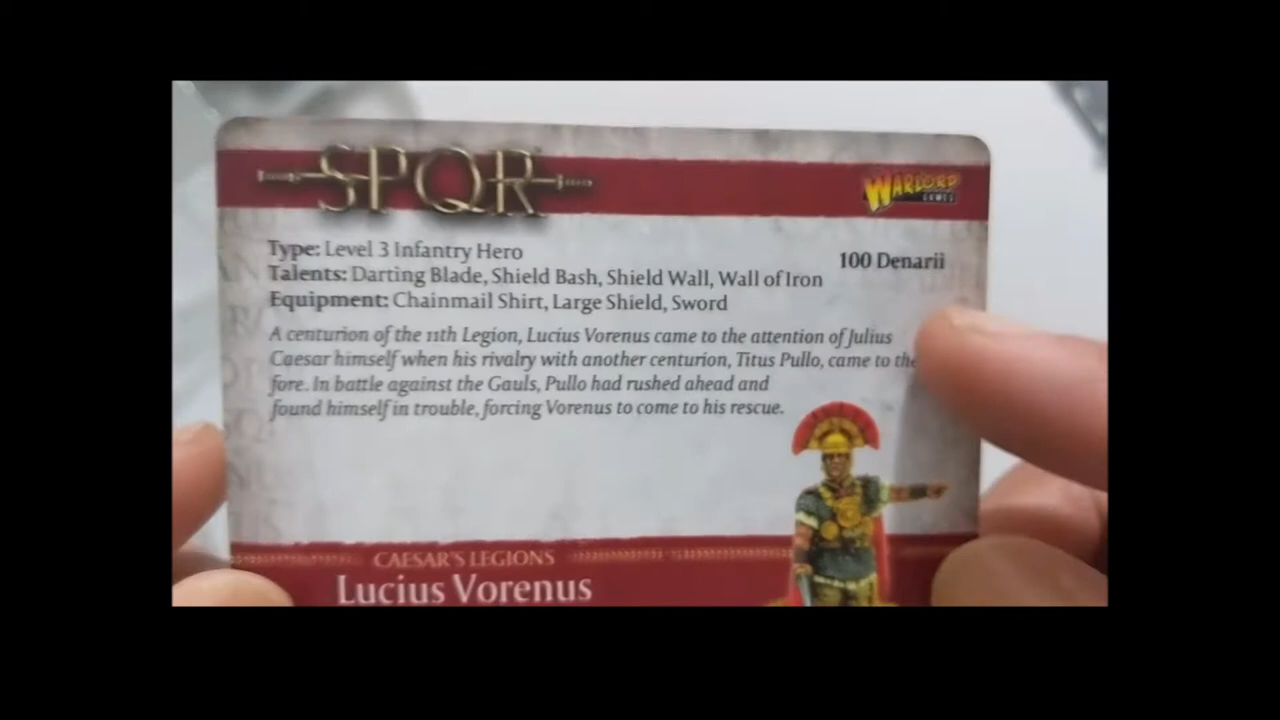 SPQR
WARLORD
GAMES
Type: Level 3 Infantry Hero
100 Denarii
Talents: Darting Blade, Shield Bash, Shield Wall, Wall of Iron
Equipment: Chainmail Shirt, Large Shield, Sword
A centurion of the 11th Legion, Lucius Vorenus came to the attention of Julius
Caesar himself when his rivalry with another centurion, Titus Pullo, came to the
fore. In battle against the Gauls, Pullo had rushed ahead and
found himself in trouble, forcing Vorenus to come to his rescue.
CAESAR'S LEGIONS
Lucius Vorenus